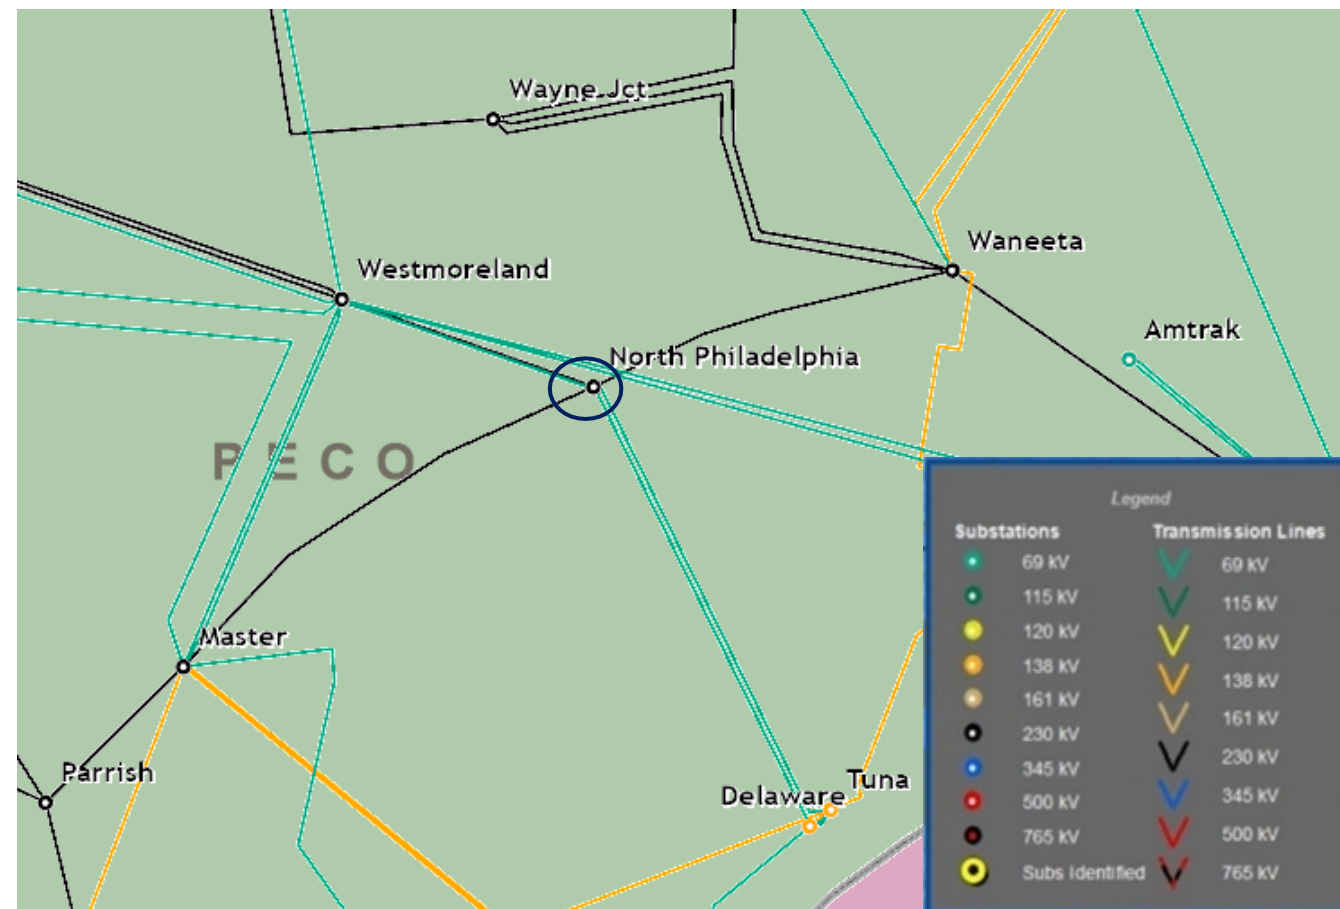 Wayne Jct
Waneeta
Westmoreland
Amtrak
North Philadelphia
PECO
Master
Parrish
Tuna
Delaware
Legend
Substations
Transmission Lines
69 kV
69 kV
115 kV
115 kV
120 kV
120 kV
138 kV
138 kV
161 kV
161 kV
230 kV
230 kV
345 kV
345 kV
500 kV
500 kV
765 kV
765 kV
Subs Identified